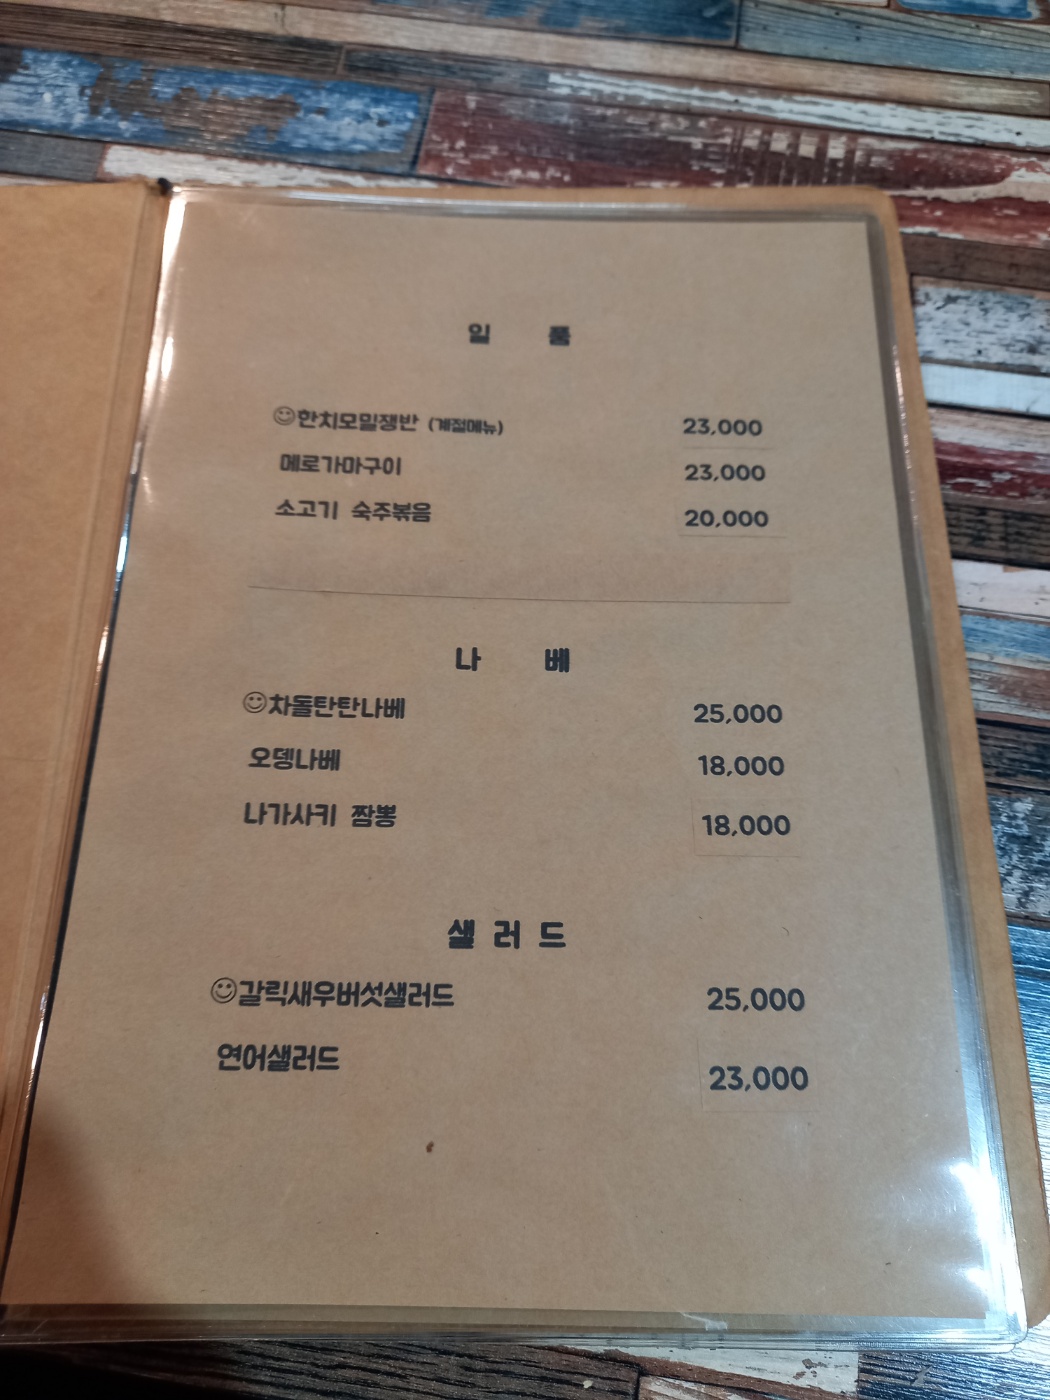 일 품
☺한치모밀쟁반 (계절메뉴) 23,000
메로가마구이 23,000
소고기 숙주볶음 20,000
나 베
☺차돌탄탄나베 25,000
오뎅나베 18,000
나가사키 짬뽕 18,000
샐 러 드
☺갈릭새우버섯샐러드 25,000
연어샐러드 23,000